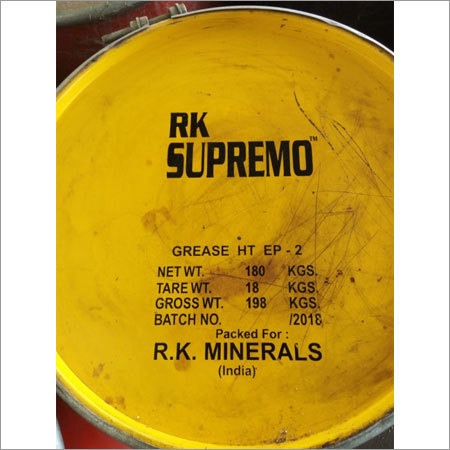 RK
SUPREMO™
GREASE HT EP - 2
NET WT. 180 KGS.
TARE WT. 18 KGS.
GROSS WT. 198 KGS.
BATCH NO. /2018
Packed For :
R.K. MINERALS
(India)